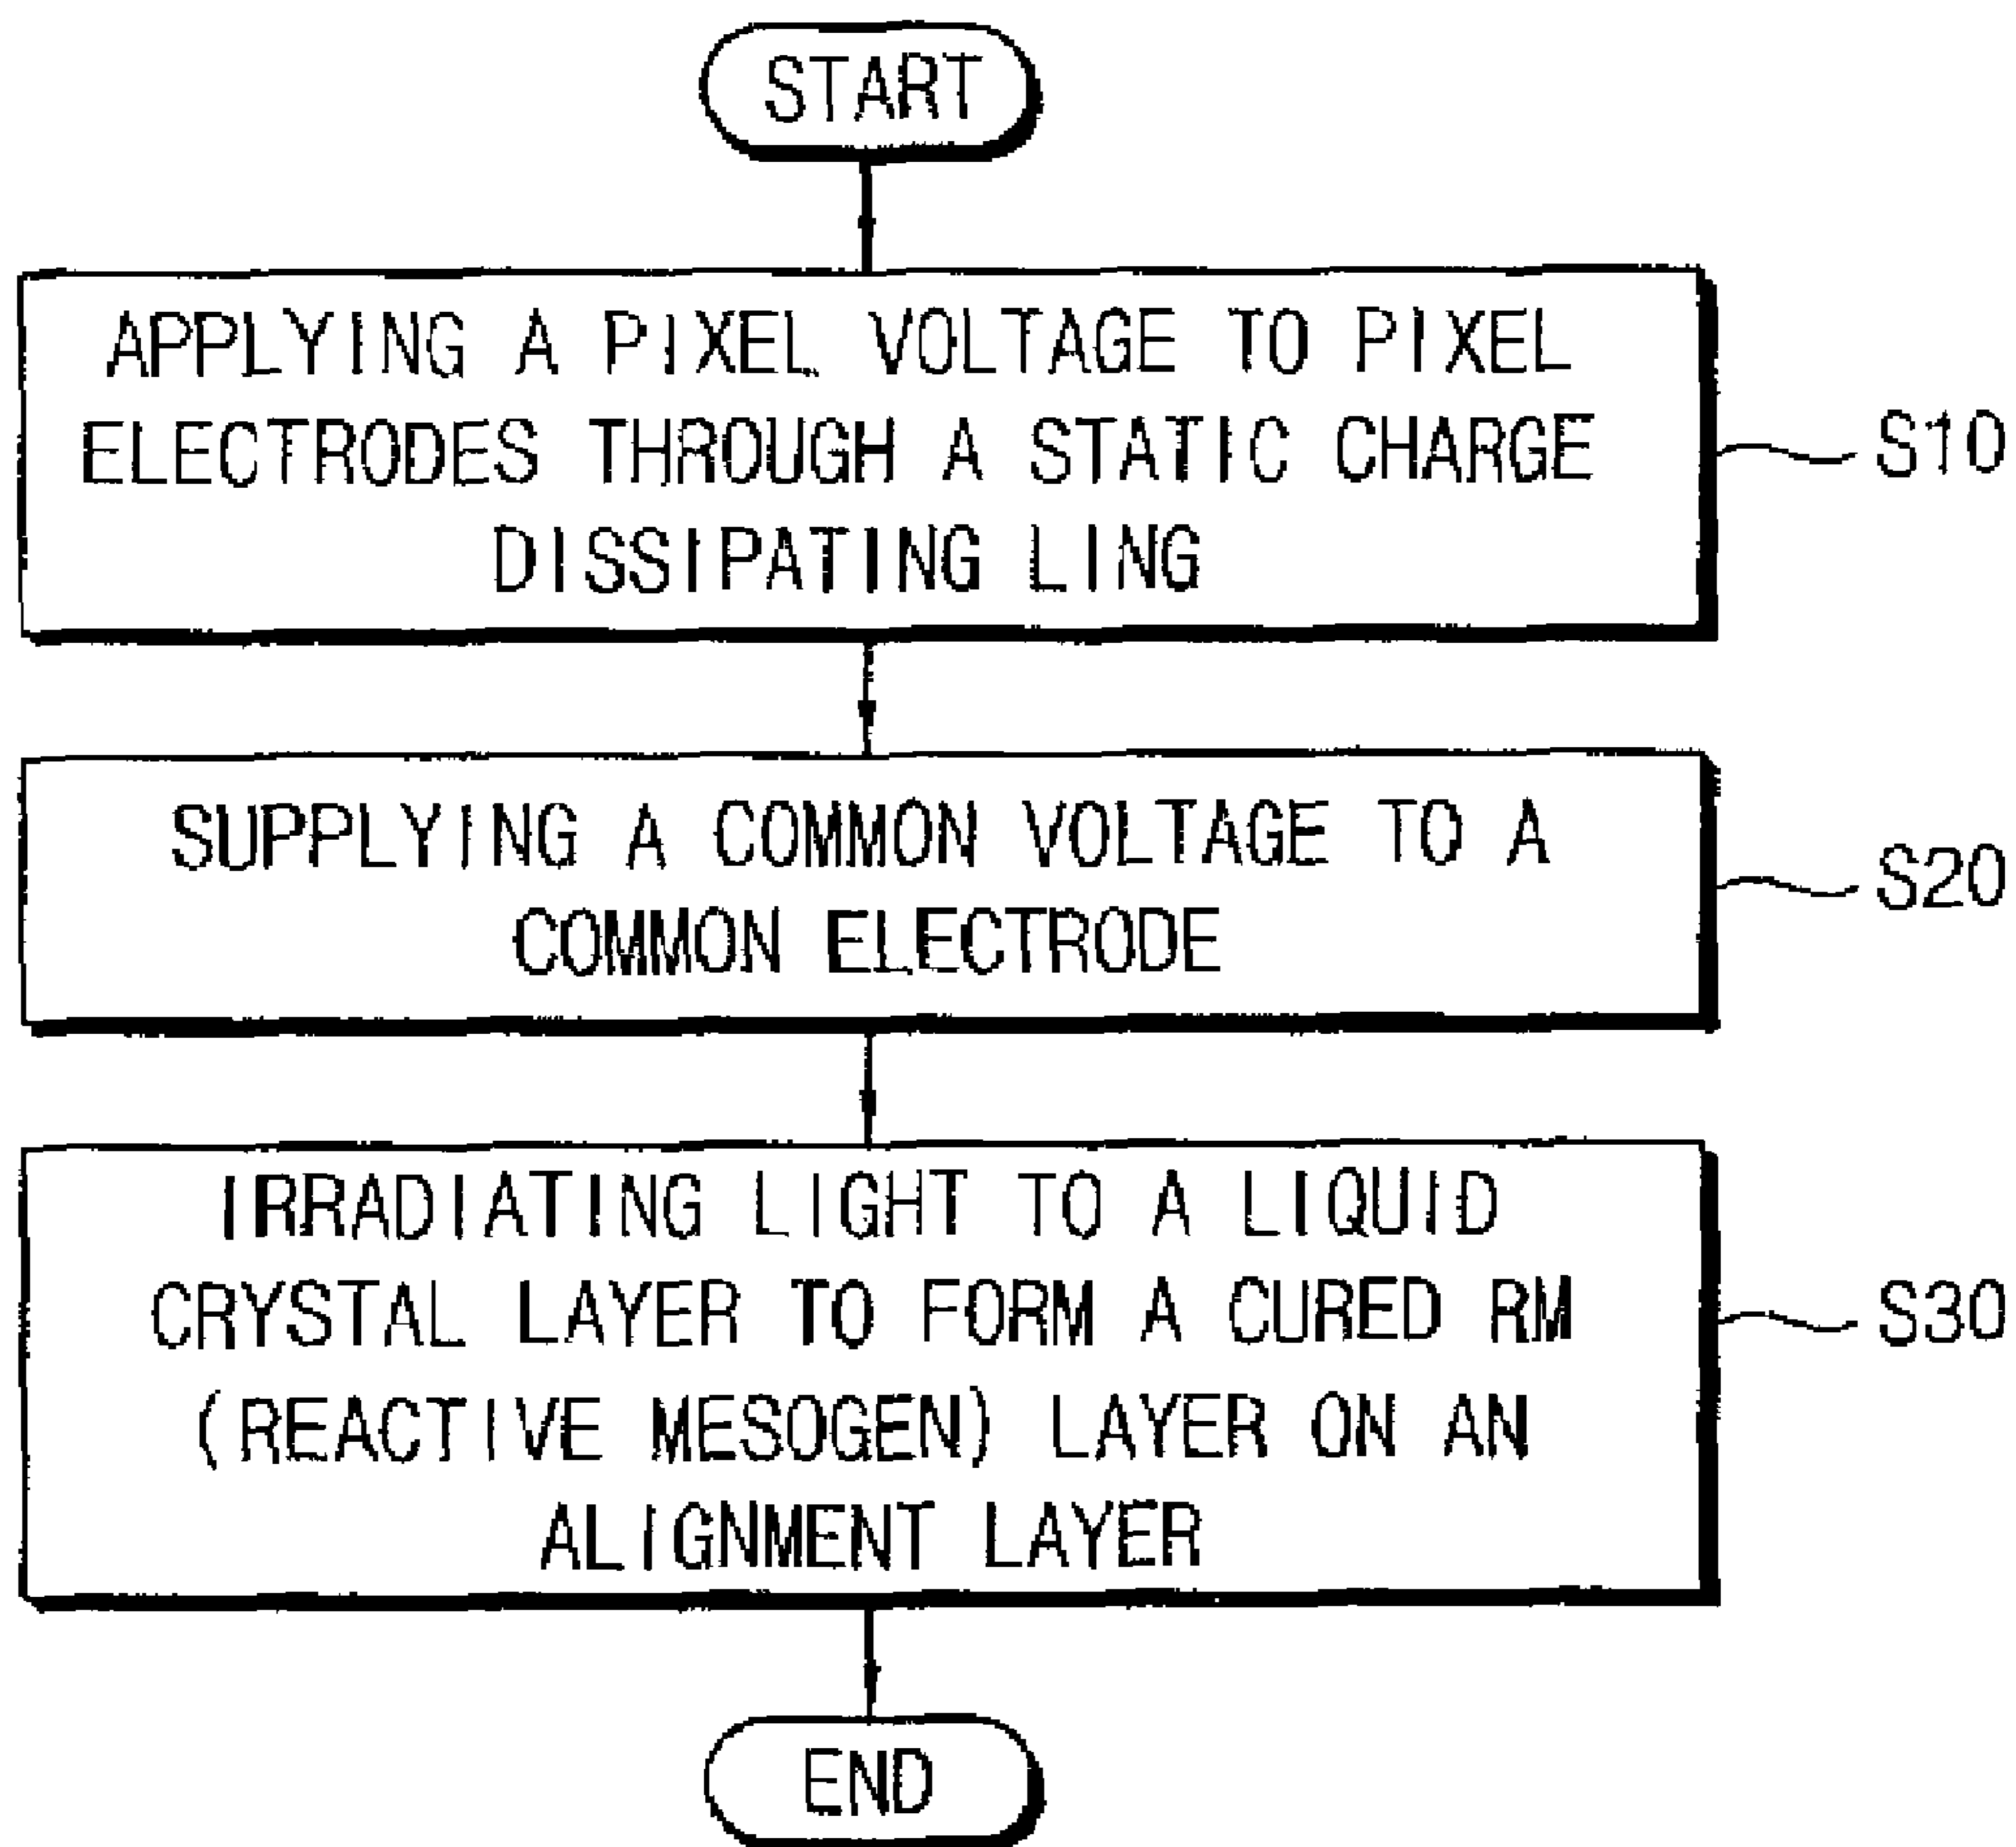 START
APPLYING A PIXEL VOLTAGE TO PIXEL
ELECTRODES THROUGH A STATIC CHARGE
DISSIPATING LING
S10
SUPPLYING A COMMON VOLTAGE TO A
COMMON ELECTRODE
S20
IRRADIATING LIGHT TO A LIQUID
CRYSTAL LAYER TO FORM A CURED RM
(REACTIVE MESOGEN) LAYER ON AN
ALIGNMENT LAYER
S30
END